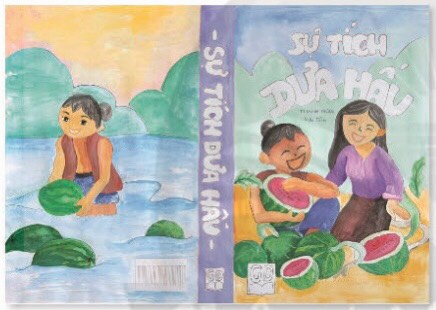 - SỰ TÍCH DƯA HẤU -
SỰ TÍCH
DƯA HẤU